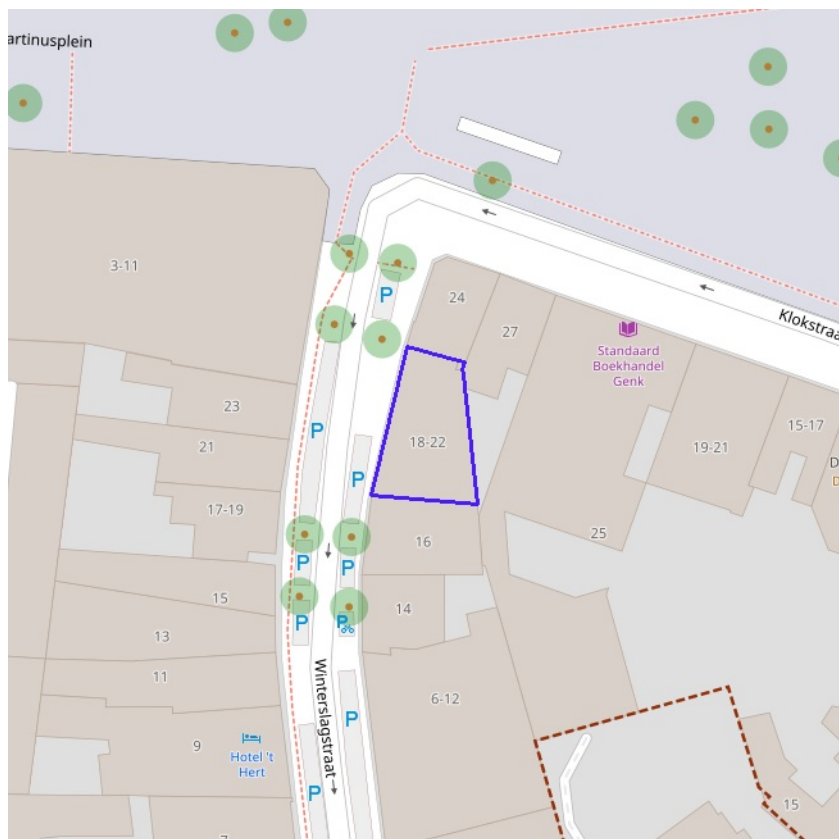 artinusplein
3-11
P
24
27
Klokstraa
Standaard
Boekhandel
Genk
23
P
18-22
15-17
21
19-21
P
D
D
17-19
25
16
P
P
15
14
P
P
13
11
6-12
Winterslagstraat
P
9
Hotel 't
Hert
P
15
7